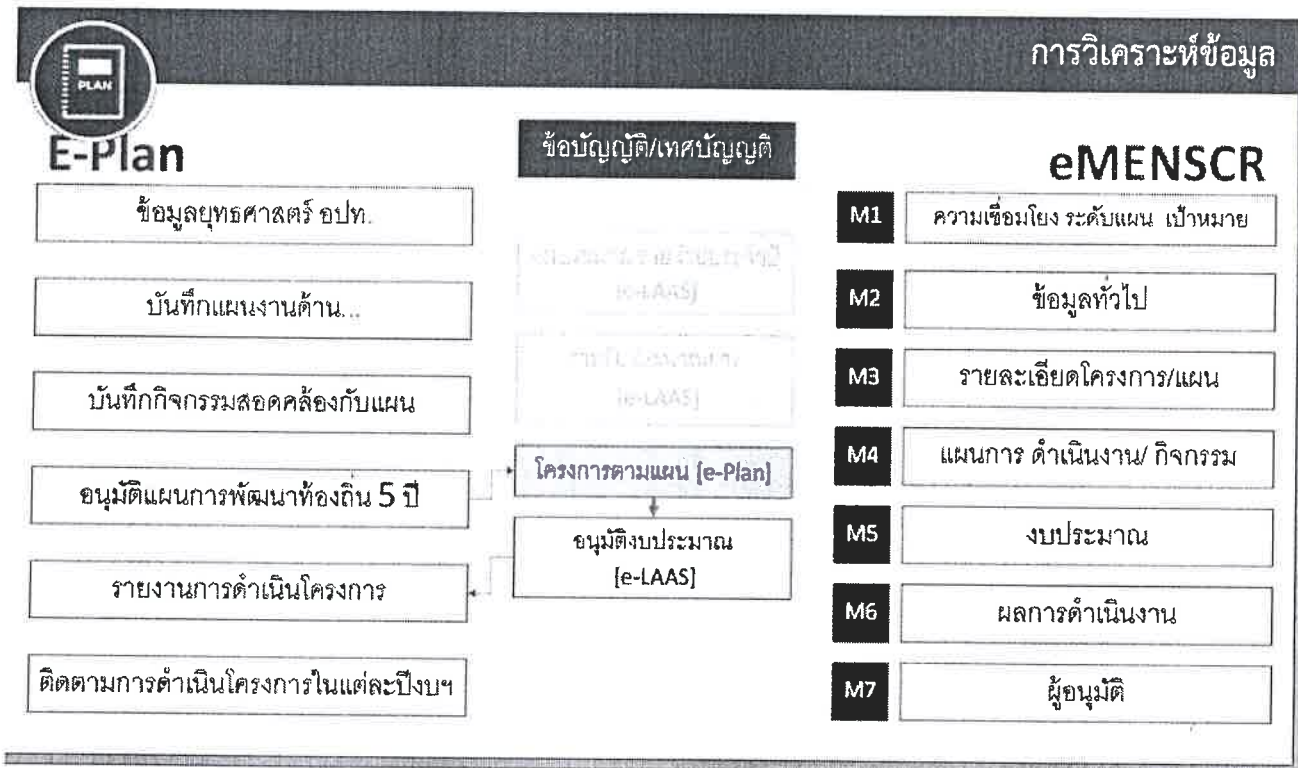 การวิเคราะห์ข้อมูล
PLAN
E-Plan
ข้อมูลยุทธศาสตร์ อปท.
บันทึกแผนงานด้าน...
บันทึกกิจกรรมสอดคล้องกับแผน
อนุมัติแผนการพัฒนาท้องถิ่น 5 ปี
รายงานการดำเนินโครงการ
ติดตามการดำเนินโครงการในแต่ละปีงบฯ
ข้อบัญญัติ/เทศบัญญติ
[e-LAAS]
[e-LAAS]
โครงการตามแผน [e-Plan]
อนุมัติงบประมาณ
[e-LAAS]
eMENSCR
M1 ความเชื่อมโยง ระดับแผน เป้าหมาย
M2 ข้อมูลทั่วไป
M3 รายละเอียดโครงการ/แผน
M4 แผนการ ดำเนินงาน/ กิจกรรม
M5 งบประมาณ
M6 ผลการดำเนินงาน
M7 ผู้อนุมัติ